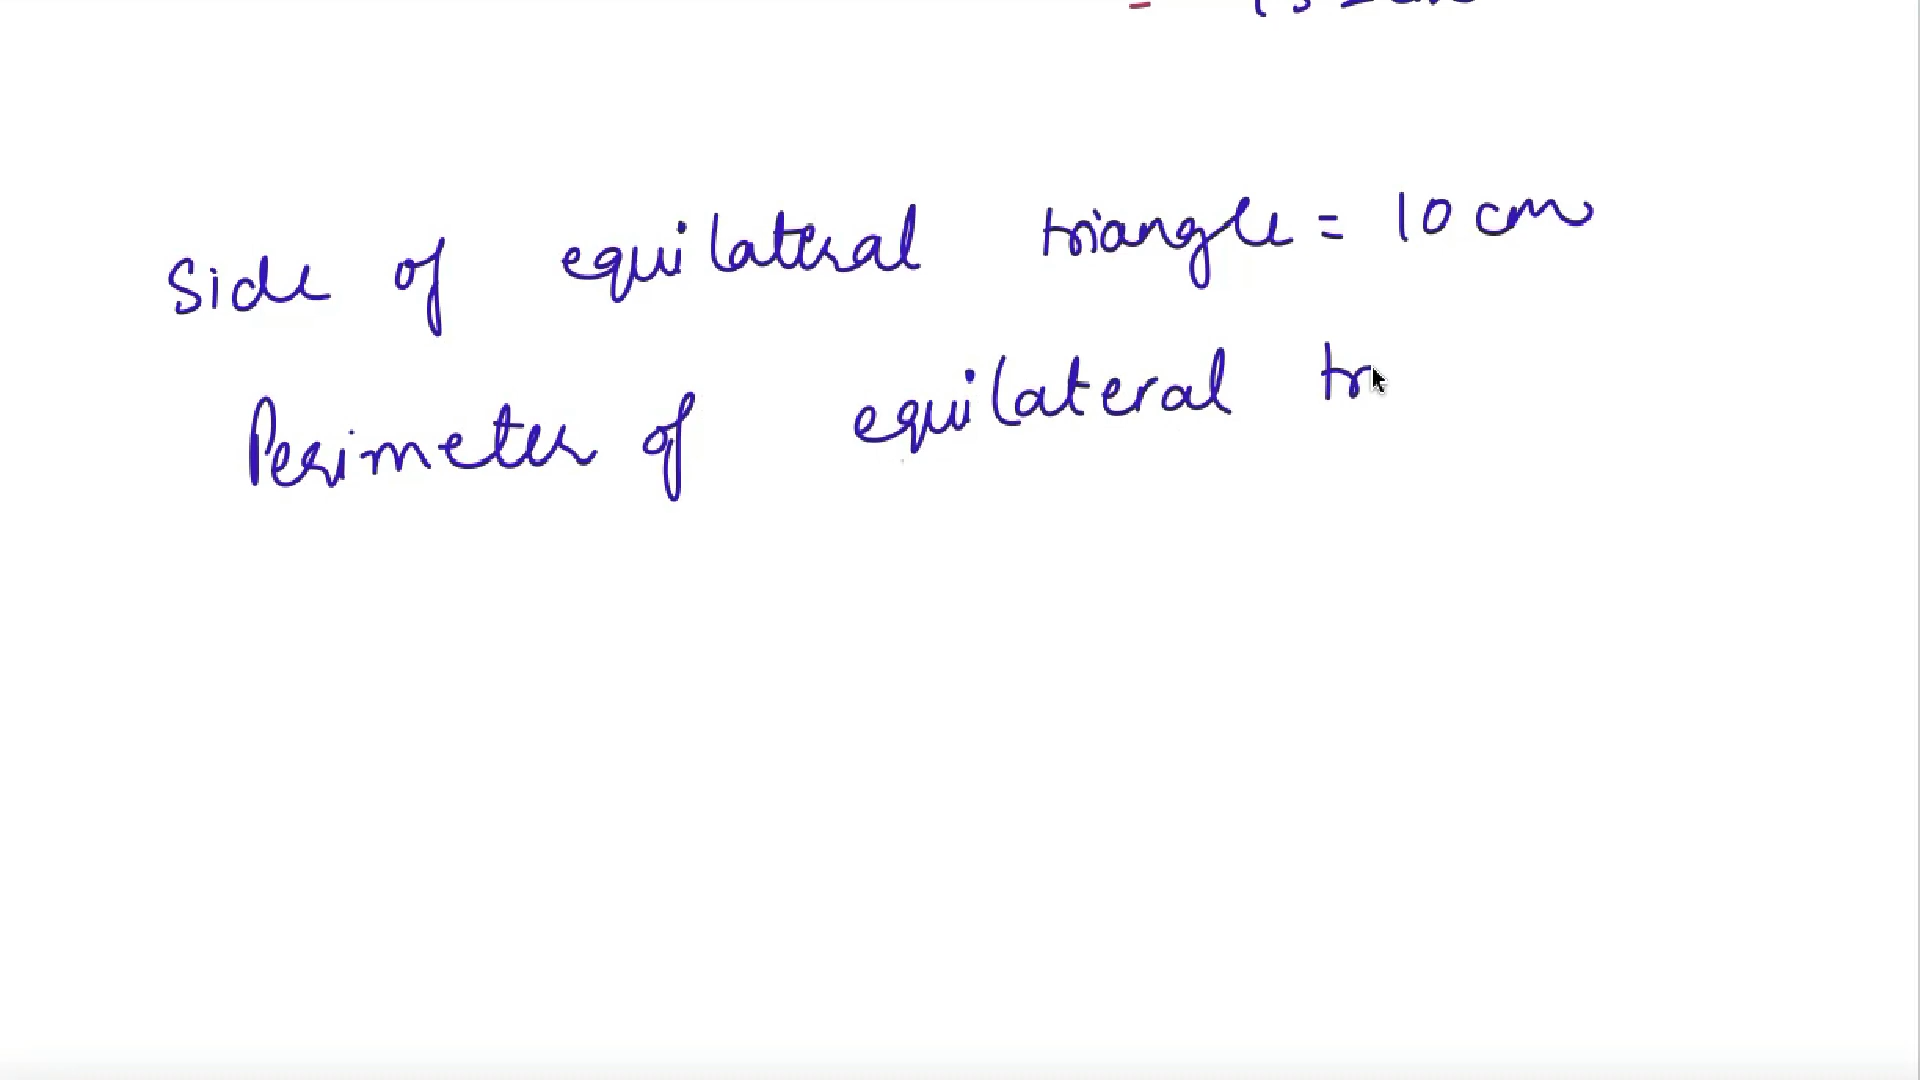 Side of equilateral triangle = 10 cm
Perimeter of equilateral tr